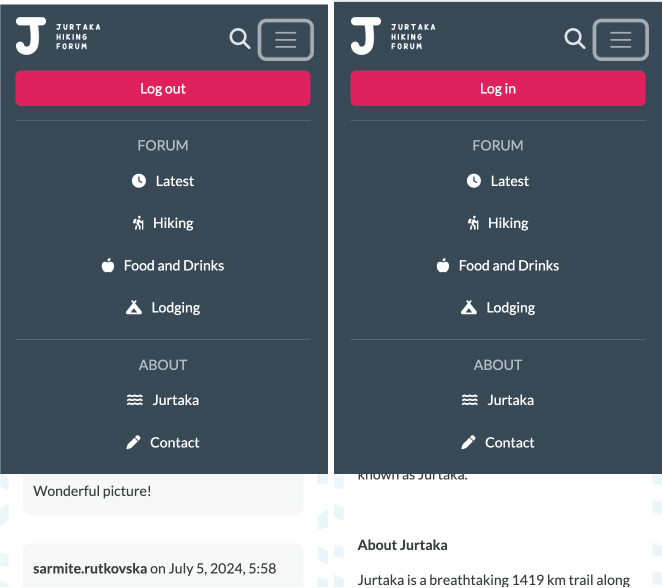 JURTAKA
HIKING
FORUM
Log out
FORUM
Latest
Hiking
Food and Drinks
Lodging
ABOUT
Jurtaka
Contact
Wonderful picture!
sarmite.rutkovska on July 5, 2024, 5:58
JURTAKA
HIKING
FORUM
Log in
FORUM
Latest
Hiking
Food and Drinks
Lodging
ABOUT
Jurtaka
Contact
known as Jurtaka.
About Jurtaka
Jurtaka is a breathtaking 1419 km trail along